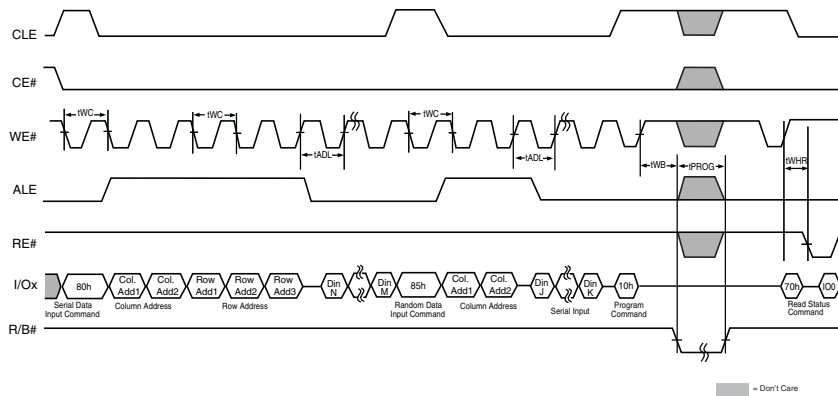 CLE
CE#
tWC tWC tWC
WE#
tADL tADL
tWB tPROG tWHR
ALE
RE#
I/Ox 80h Col. Add1 Col. Add2 Row Add1 Row Add2 Row Add3 Din N Din M 85h Col. Add1 Col. Add2 Din J Din K 10h 70h IO0
Serial Data Input Command Column Address Row Address Random Data Input Command Column Address Serial Input Program Command Read Status Command
R/B#
= Don't Care